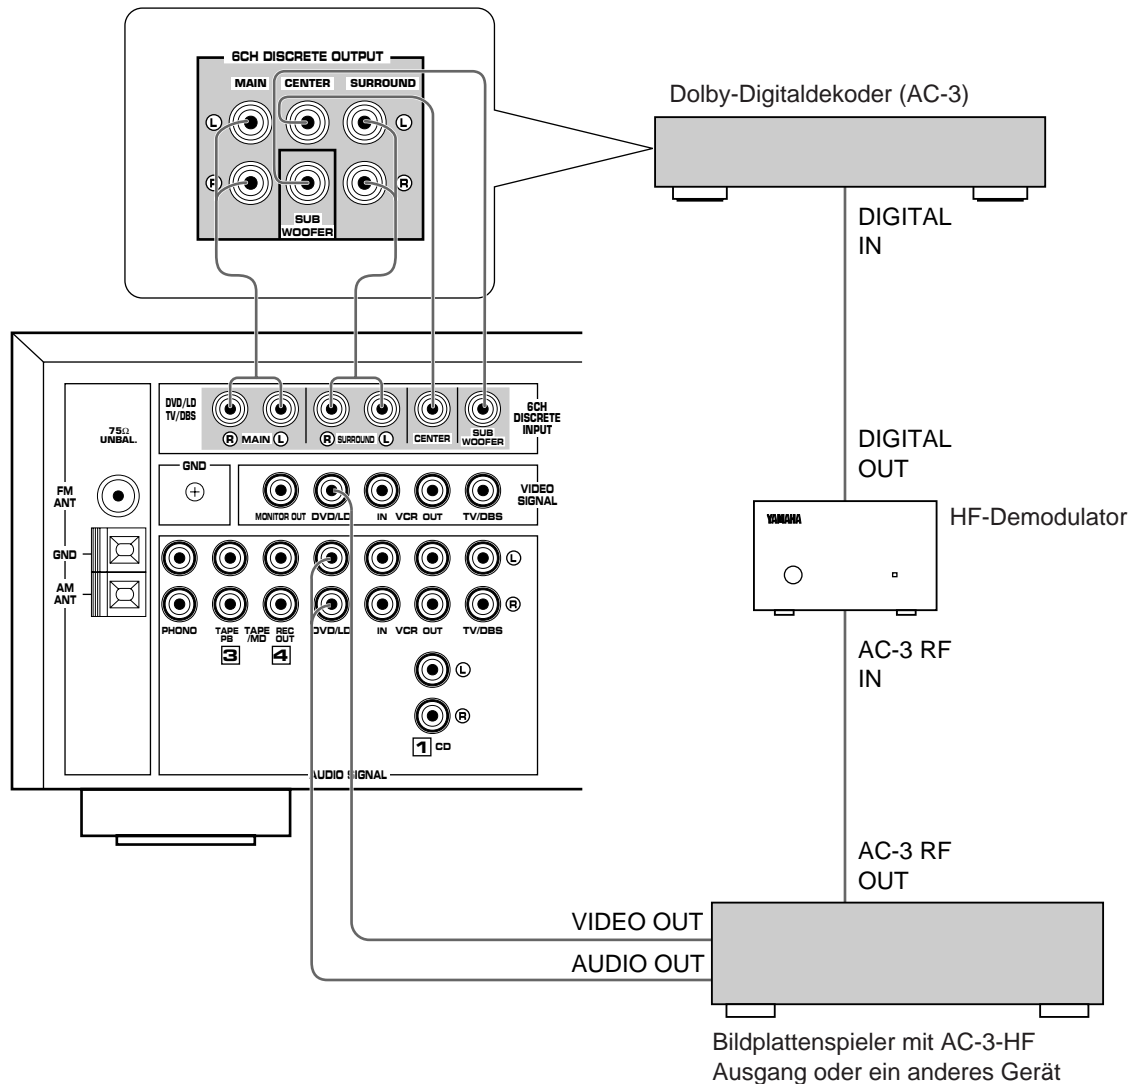 6CH DISCRETE OUTPUT
MAIN CENTER SURROUND
L L
R R
SUB
WOOFER
Dolby-Digitaldekoder (AC-3)
DIGITAL
IN
DIGITAL
OUT
YAMAHA
HF-Demodulator
AC-3 RF
IN
AC-3 RF
OUT
DVD/LD
TV/DBS
R MAIN L
R SURROUND L
CENTER
SUB
WOOFER
6CH
DISCRETE
INPUT
75Ω
UNBAL.
FM
ANT
GND
AM
ANT
GND
VIDEO
SIGNAL
MONITOR OUT DVD/LD IN VCR OUT TV/DBS
L
R
PHONO
TAPE
PB
TAPE
/MD
REC
OUT
DVD/LD IN VCR OUT TV/DBS
3 4
L
R
1 CD
AUDIO SIGNAL
VIDEO OUT
AUDIO OUT
Bildplattenspieler mit AC-3-HF
Ausgang oder ein anderes Gerät